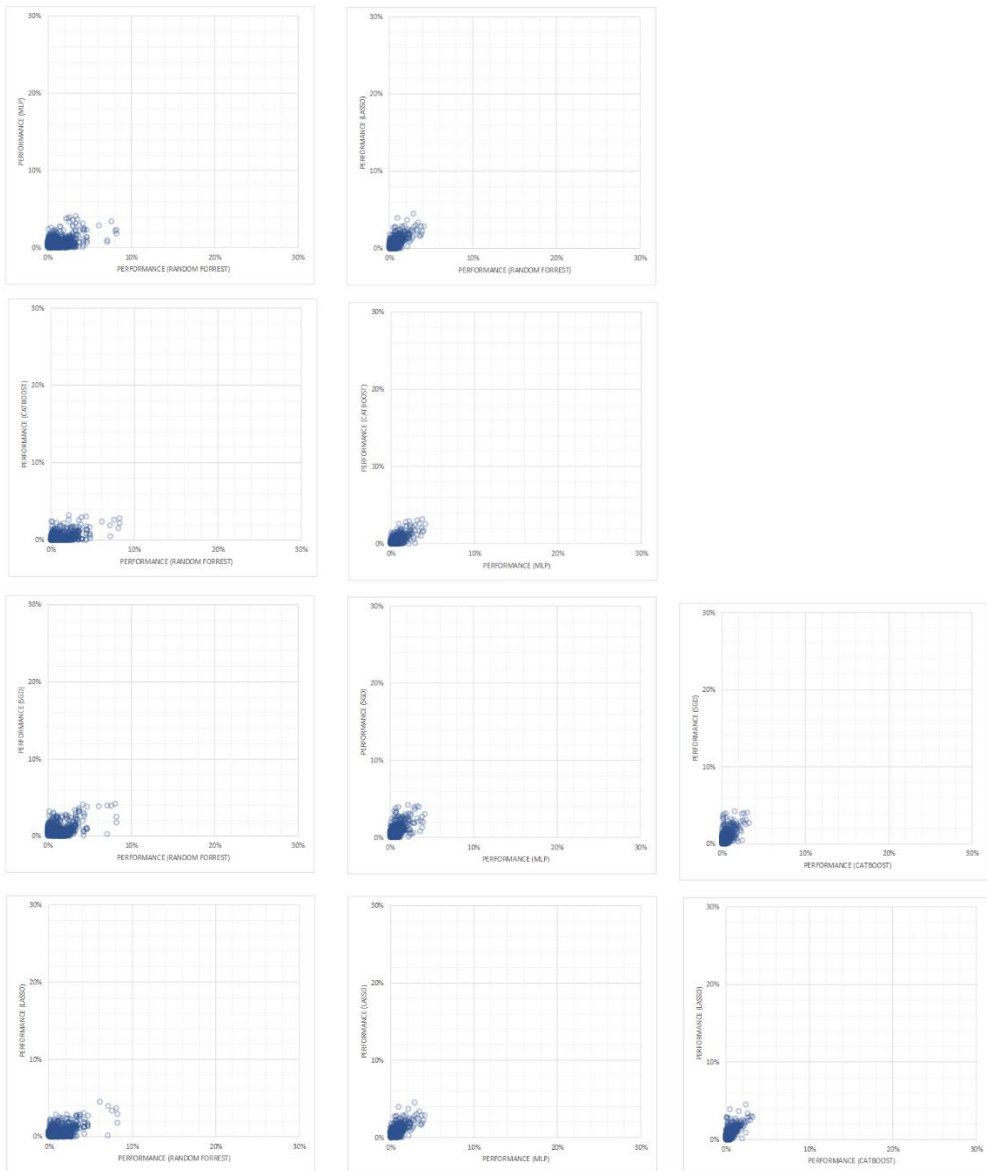 PERFORMANCE (MLP)
30%
20%
10%
0%
0% 10% 20% 30%
PERFORMANCE (RANDOM FORREST)
PERFORMANCE (LASSO)
30%
20%
10%
0%
0% 10% 20% 30%
PERFORMANCE (RANDOM FORREST)
PERFORMANCE (CATBOOST)
30%
20%
10%
0%
0% 10% 20% 30%
PERFORMANCE (RANDOM FORREST)
PERFORMANCE (CATBOOST)
30%
20%
10%
0%
0% 10% 20% 30%
PERFORMANCE (MLP)
PERFORMANCE (SGD)
30%
20%
10%
0%
0% 10% 20% 30%
PERFORMANCE (RANDOM FORREST)
PERFORMANCE (SGD)
30%
20%
10%
0%
0% 10% 20% 30%
PERFORMANCE (MLP)
PERFORMANCE (SGD)
30%
20%
10%
0%
0% 10% 20% 30%
PERFORMANCE (CATBOOST)
PERFORMANCE (LASSO)
30%
20%
10%
0%
0% 10% 20% 30%
PERFORMANCE (RANDOM FORREST)
PERFORMANCE (LASSO)
30%
20%
10%
0%
0% 10% 20% 30%
PERFORMANCE (MLP)
PERFORMANCE (LASSO)
30%
20%
10%
0%
0% 10% 20% 30%
PERFORMANCE (CATBOOST)